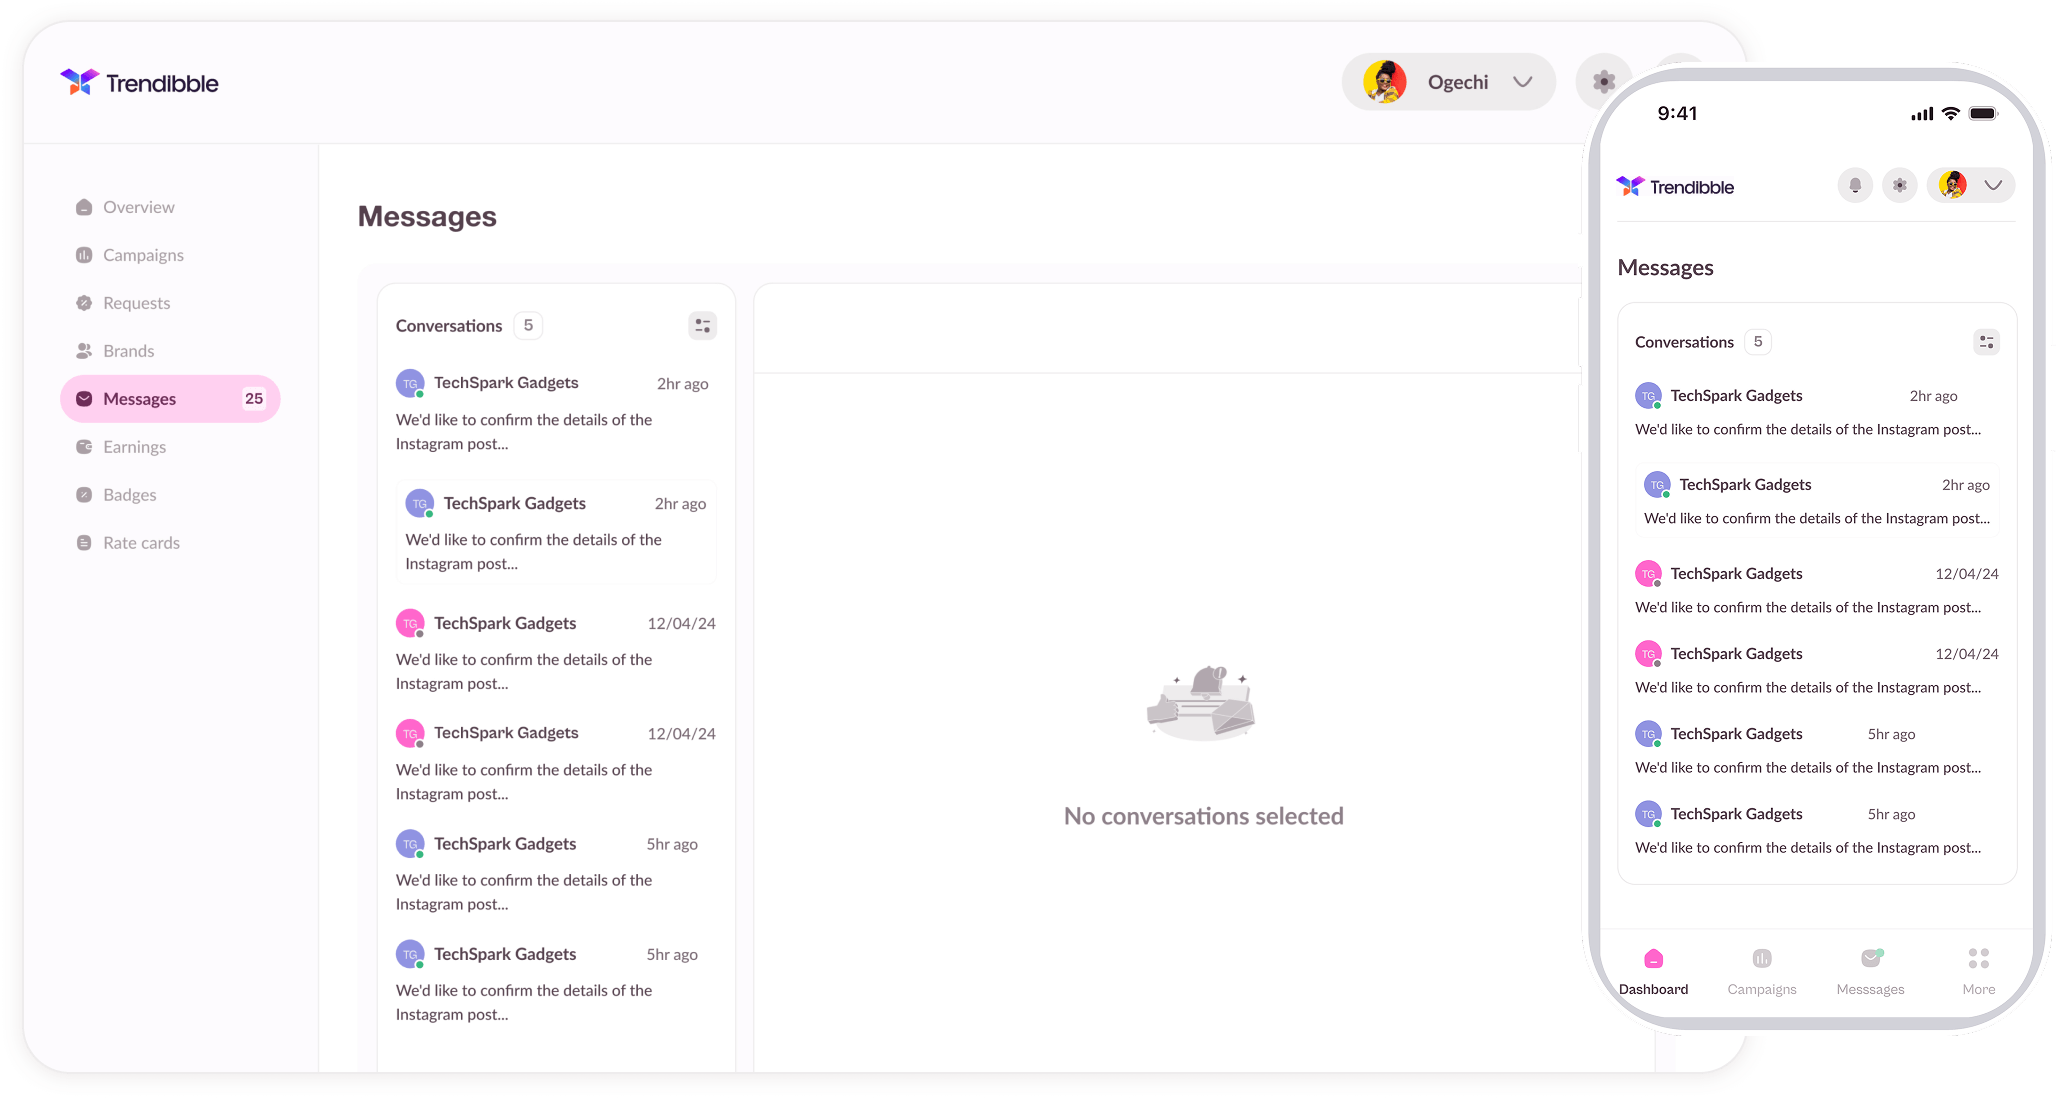 Trendibble
Ogechi
Overview
Campaigns
Requests
Brands
Messages 25
Earnings
Badges
Rate cards
Messages
Conversations 5
TG TechSpark Gadgets 2hr ago
We'd like to confirm the details of the
Instagram post...
TG TechSpark Gadgets 2hr ago
We'd like to confirm the details of the
Instagram post...
TG TechSpark Gadgets 12/04/24
We'd like to confirm the details of the
Instagram post...
TG TechSpark Gadgets 12/04/24
We'd like to confirm the details of the
Instagram post...
TG TechSpark Gadgets 5hr ago
We'd like to confirm the details of the
Instagram post...
TG TechSpark Gadgets 5hr ago
We'd like to confirm the details of the
Instagram post...
No conversations selected
9:41
Trendibble
Messages
Conversations 5
TG TechSpark Gadgets 2hr ago
We'd like to confirm the details of the Instagram post...
TG TechSpark Gadgets 2hr ago
We'd like to confirm the details of the Instagram post...
TG TechSpark Gadgets 12/04/24
We'd like to confirm the details of the Instagram post...
TG TechSpark Gadgets 12/04/24
We'd like to confirm the details of the Instagram post...
TG TechSpark Gadgets 5hr ago
We'd like to confirm the details of the Instagram post...
TG TechSpark Gadgets 5hr ago
We'd like to confirm the details of the Instagram post...
Dashboard Campaigns Messsages More